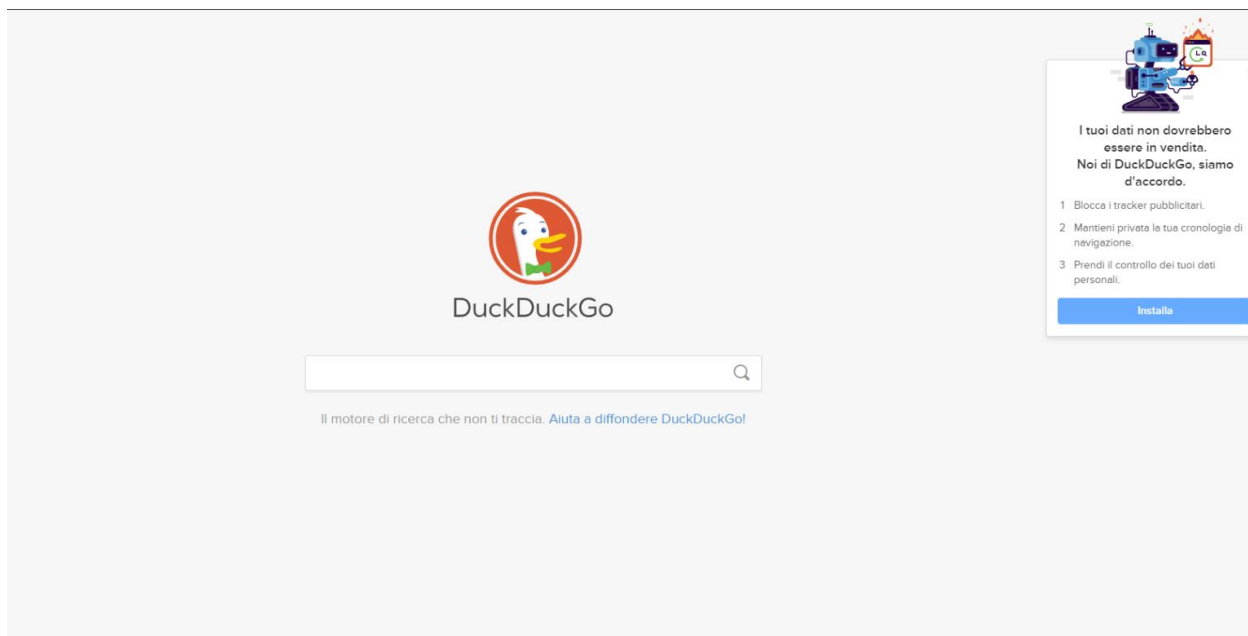 I tuoi dati non dovrebbero
essere in vendita.
Noi di DuckDuckGo, siamo
d'accordo.
1 Blocca i tracker pubblicitari.
2 Mantieni privata la tua cronologia di
navigazione.
3 Prendi il controllo dei tuoi dati
personali.
Installa
DuckDuckGo
Il motore di ricerca che non ti traccia. Aiuta a diffondere DuckDuckGo!